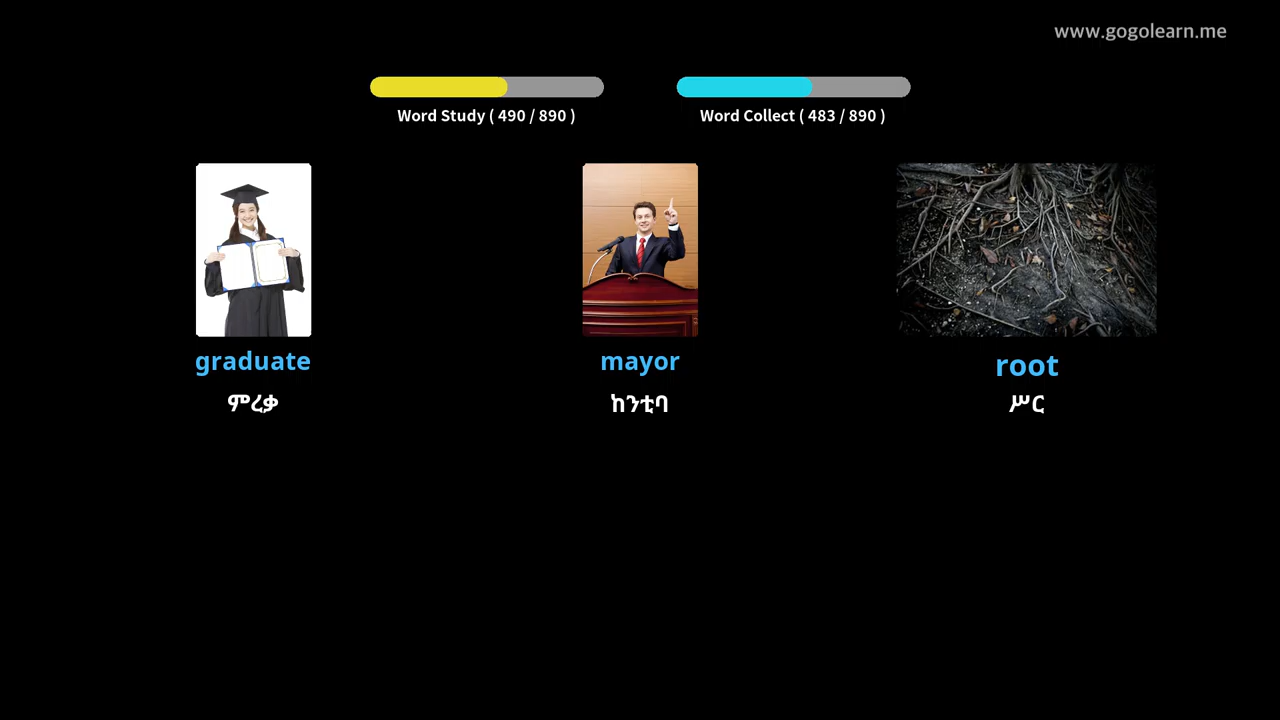 www.gogolearn.me
Word Study ( 490 / 890 )
Word Collect ( 483 / 890 )
graduate
mayor
root
ምረቃ
ከንቲባ
ሥር